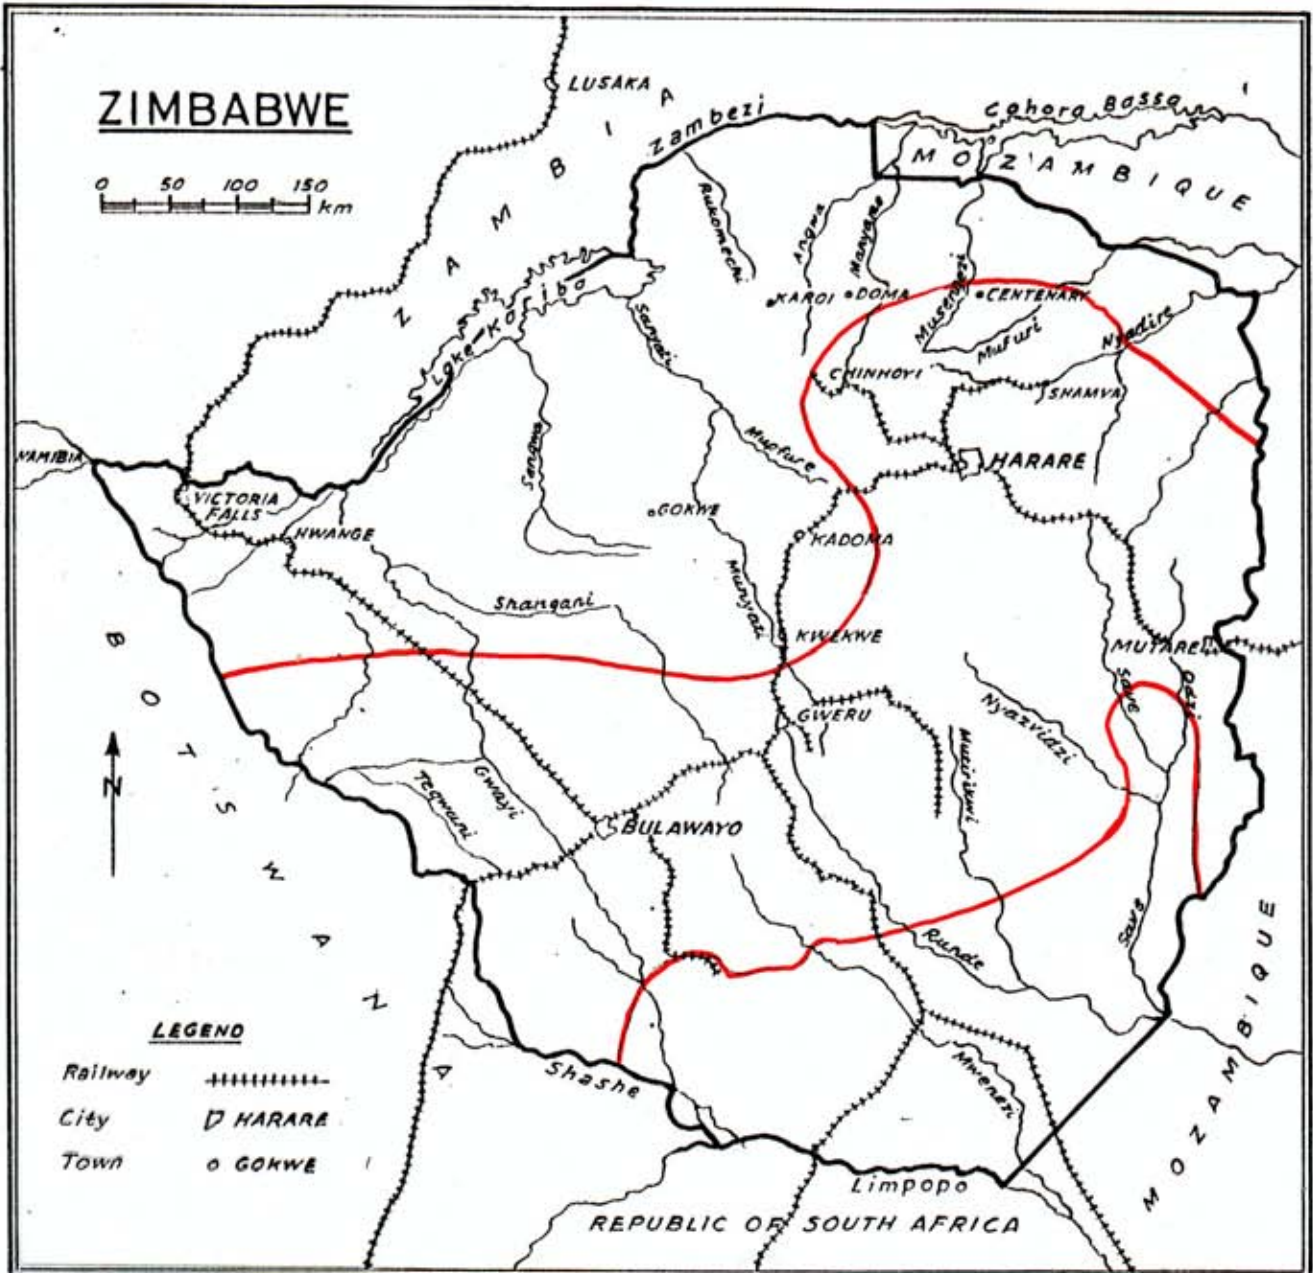 ZIMBABWE
0 50 100 150
km
LUSAKA
ZAMBIA
Zambezi
Cahora Bassa
MOZAMBIQUE
Rukomechi
Angwa
Manyame
Musengezi
KAROI
DOMA
CENTENARY
Mufuri
Nyadire
Lake Kariba
Sanyati
CHINHOYI
SHAMVA
Sengwa
Mupfure
HARARE
NAMIBIA
VICTORIA
FALLS
HWANGE
GOKWE
KADOMA
Munyati
Shangani
KWEKWE
MUTARE
Save
Odzi
BOTSWANA
N
GWERU
Nyazvidzi
Mutirikwi
Tegwani
Gwayi
BULAWAYO
Save
Runde
MOZAMBIQUE
LEGEND
Railway
City HARARE
Town GOKWE
Shashe
Mwenezi
Limpopo
REPUBLIC OF SOUTH AFRICA